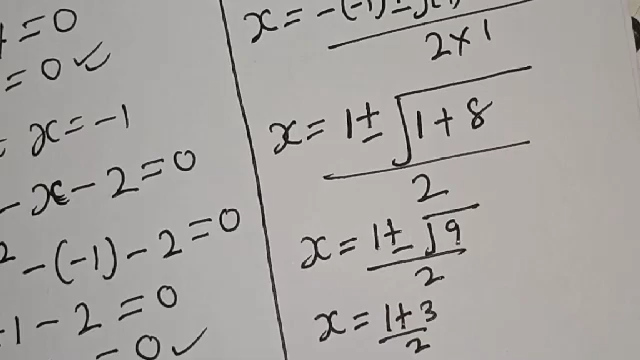 = 0
= 0 ✓
x = -1
- x - 2 = 0
2 - (-1) - 2 = 0
1 - 2 = 0
- 0 ✓
x = -(-1) ±
2 × 1
x = 1 ± √1 + 8
2
x = 1 ± √9
2
x = 1 + 3
2